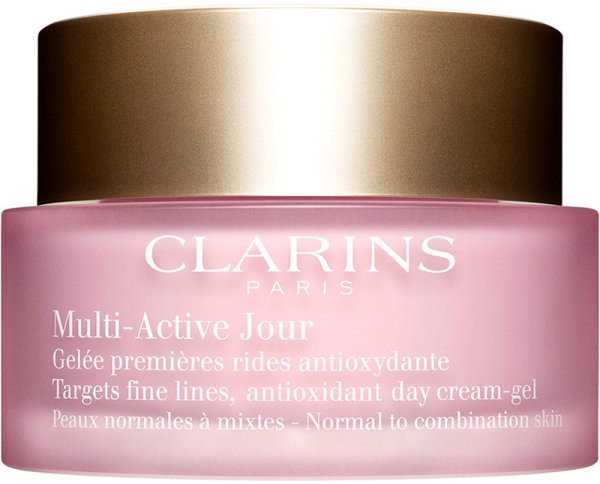 CLARINS
PARIS
Multi-Active Jour
Gelée premières rides antioxydante
Targets fine lines, antioxidant day cream-gel
Peaux normales à mixtes - Normal to combination skin